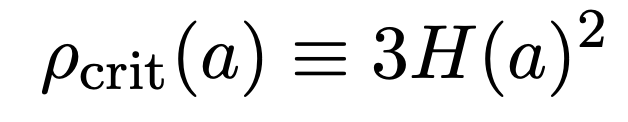 ρ_crit(a) ≡ 3H(a)²